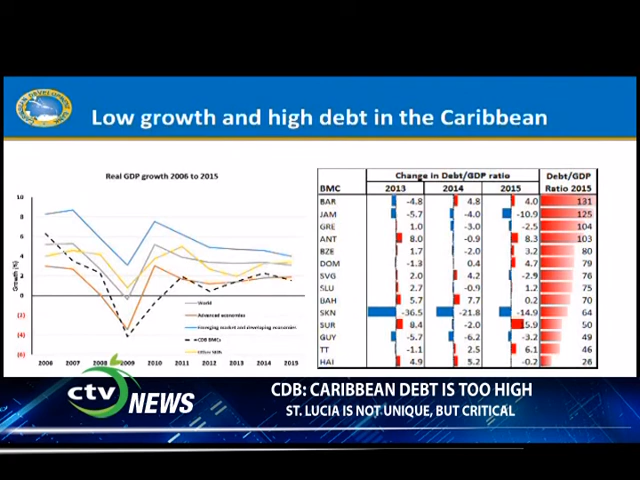 Low growth and high debt in the Caribbean
Real GDP growth 2006 to 2015
Growth (%)
10
8
6
4
2
0
(2)
(4)
(6)
2006 2007 2008 2009 2010 2011 2012 2013 2014 2015
World
Advanced economies
Emerging market and developing economies
CDB BMCs
Change in Debt/GDP ratio Debt/GDP
BMC 2013 2014 2015 Ratio 2015
BAR -4.8 4.8 4.0 131
JAM -5.7 -4.0 -10.9 125
GRE 1.0 -3.0 -2.5 104
ANT 8.0 -0.9 8.3 103
BZE 1.7 -2.0 3.2 80
DOM -1.3 0.4 4.7 79
SVG 2.0 4.2 -2.9 76
SLU 2.7 -0.9 1.2 75
BAH 5.7 7.7 0.2 70
SKN -36.5 -21.8 -14.9 64
SUR 8.4 -2.0 15.9 50
GUY -5.7 -6.2 -3.2 49
TT -1.1 2.5 6.1 46
HAI 4.9 5.2 -0.2 26
ctv NEWS
CDB: CARIBBEAN DEBT IS TOO HIGH
ST. LUCIA IS NOT UNIQUE, BUT CRITICAL